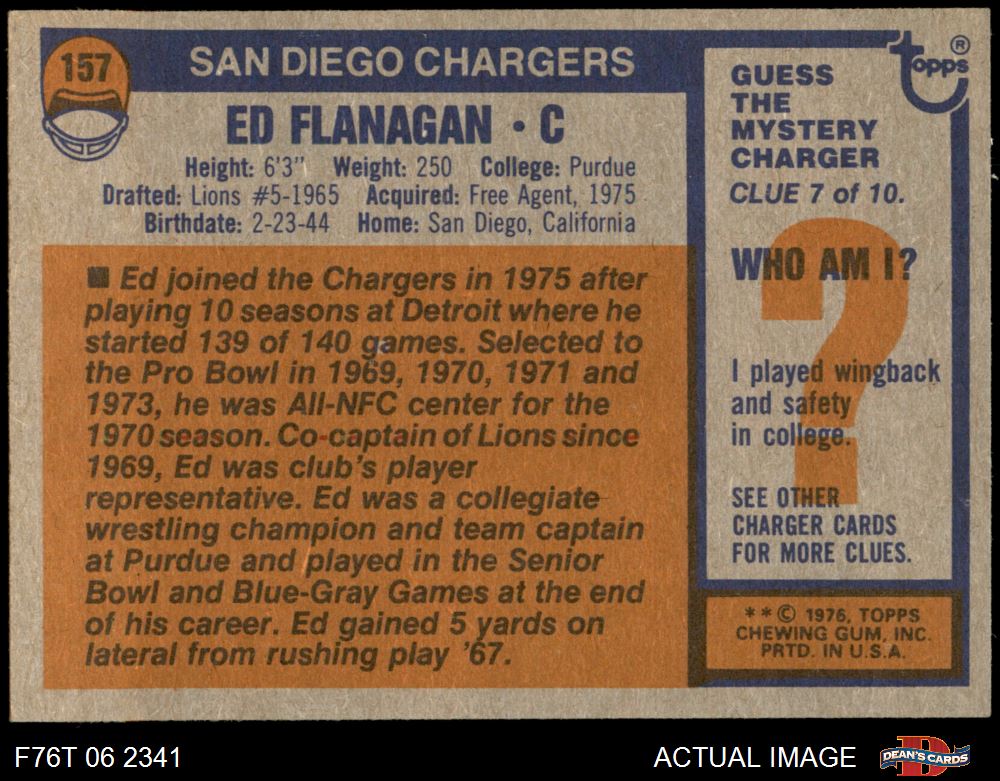 157
SAN DIEGO CHARGERS
ED FLANAGAN · C
Height: 6'3" Weight: 250 College: Purdue
Drafted: Lions #5-1965 Acquired: Free Agent, 1975
Birthdate: 2-23-44 Home: San Diego, California
■ Ed joined the Chargers in 1975 after
playing 10 seasons at Detroit where he
started 139 of 140 games. Selected to
the Pro Bowl in 1969, 1970, 1971 and
1973, he was All-NFC center for the
1970 season. Co-captain of Lions since
1969, Ed was club's player
representative. Ed was a collegiate
wrestling champion and team captain
at Purdue and played in the Senior
Bowl and Blue-Gray Games at the end
of his career. Ed gained 5 yards on
lateral from rushing play '67.
topps®
GUESS
THE
MYSTERY
CHARGER
CLUE 7 of 10.
WHO AM I?
?
I played wingback
and safety
in college.
SEE OTHER
CHARGER CARDS
FOR MORE CLUES.
**© 1976, TOPPS
CHEWING GUM, INC.
PRTD. IN U.S.A.
F76T 06 2341
ACTUAL IMAGE
D
DEAN'S CARDS